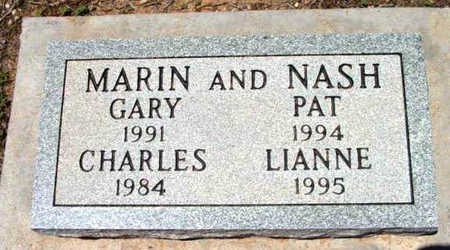 MARIN AND NASH
GARY PAT
1991 1994
CHARLES LIANNE
1984 1995